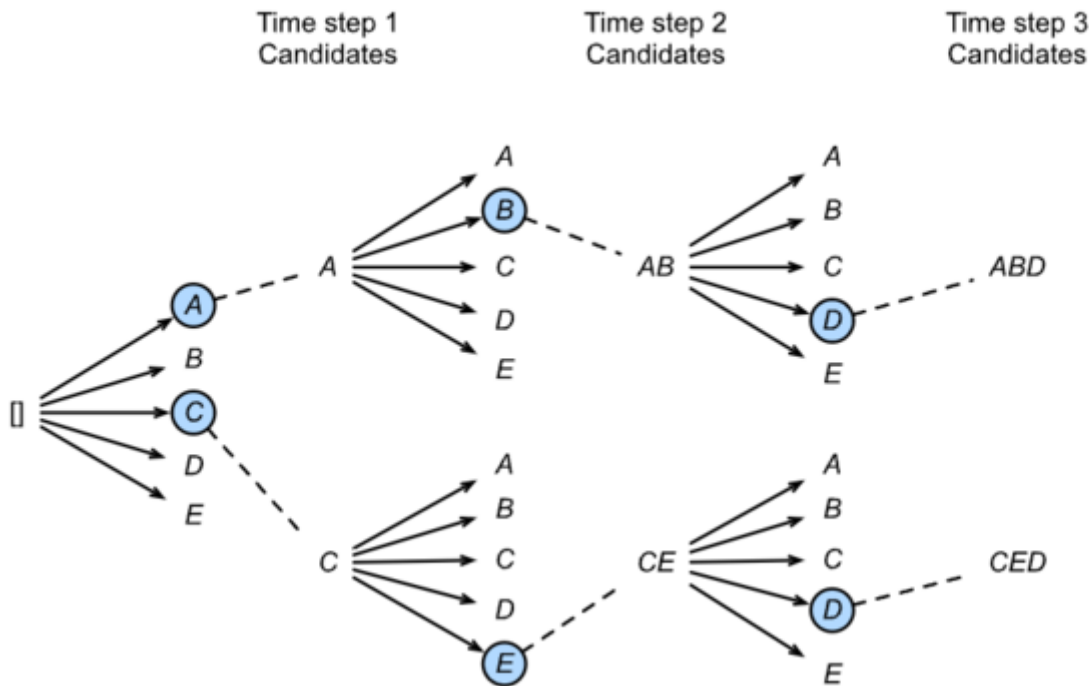 Time step 1 Candidates
Time step 2 Candidates
Time step 3 Candidates
[]
A
B
C
D
E
A
A
B
C
D
E
AB
A
B
C
D
E
ABD
C
A
B
C
D
E
CE
A
B
C
D
E
CED